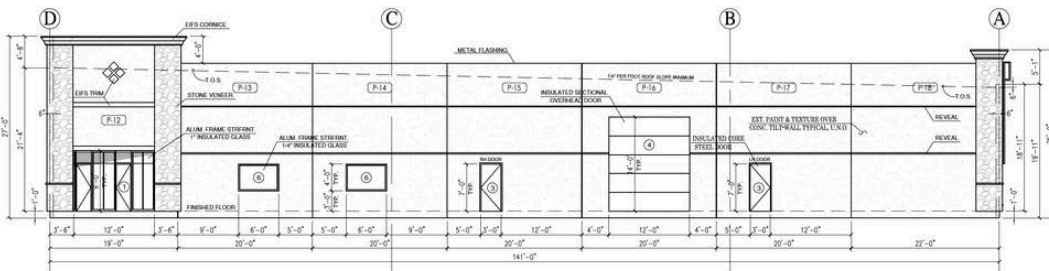 D
C
B
A
EIFS CORNICE
4'-8"
4'-0"
METAL FLASHING
1/4" PER FOOT ROOF SLOPE MINIMUM
5'-1"
T.O.S.
P-13
P-14
P-15
P-16
P-17
P-18
T.O.S.
EIFS TRIM
STONE VENEER
INSULATED SECTIONAL
OVERHEAD DOOR
6"
6"
P-12
27'-0"
21'-4"
EXT. PAINT & TEXTURE OVER
CONC. TILT-WALL TYPICAL, U.N.O.
REVEAL
REVEAL
ALUM. FRAME STRFRNT.
1" INSULATED GLASS
ALUM. FRAME STRFRNT.
1/4" INSULATED GLASS
INSULATED CORE
STEEL DOOR
4
RH DOOR
LH DOOR
14'-0"
TYP.
18'-11"
19'-11"
1
6
6
3
3
4'-0"
TYP.
7'-0"
TYP.
7'-0"
TYP.
3'-0"
TYP.
1'-0"
FINISHED FLOOR
1'-0"
3'-6"
12'-0"
3'-6"
9'-0"
6'-0"
5'-0"
5'-0"
6'-0"
9'-0"
5'-0"
3'-0"
12'-0"
4'-0"
12'-0"
4'-0"
5'-0"
3'-0"
12'-0"
19'-0"
20'-0"
20'-0"
20'-0"
20'-0"
20'-0"
22'-0"
141'-0"